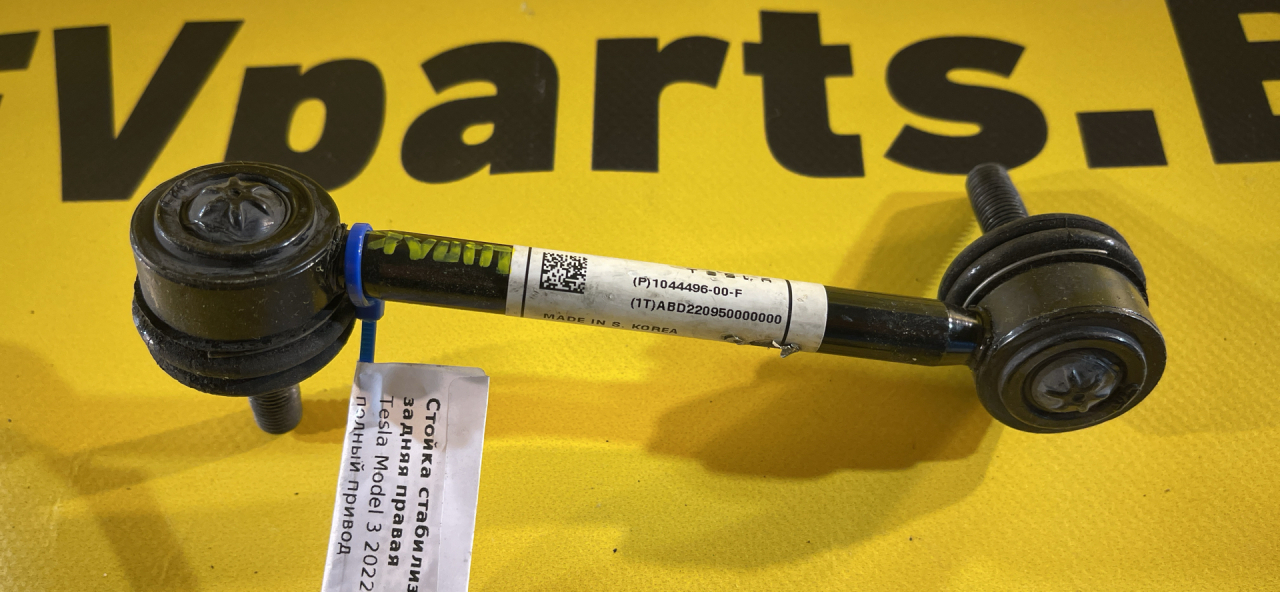 EVparts.B
(P)1044496-00-F
(1T)ABD220950000000
MADE IN S. KOREA
Стойка стабилиз
задняя правая
Tesla Model 3 2022
полный привод